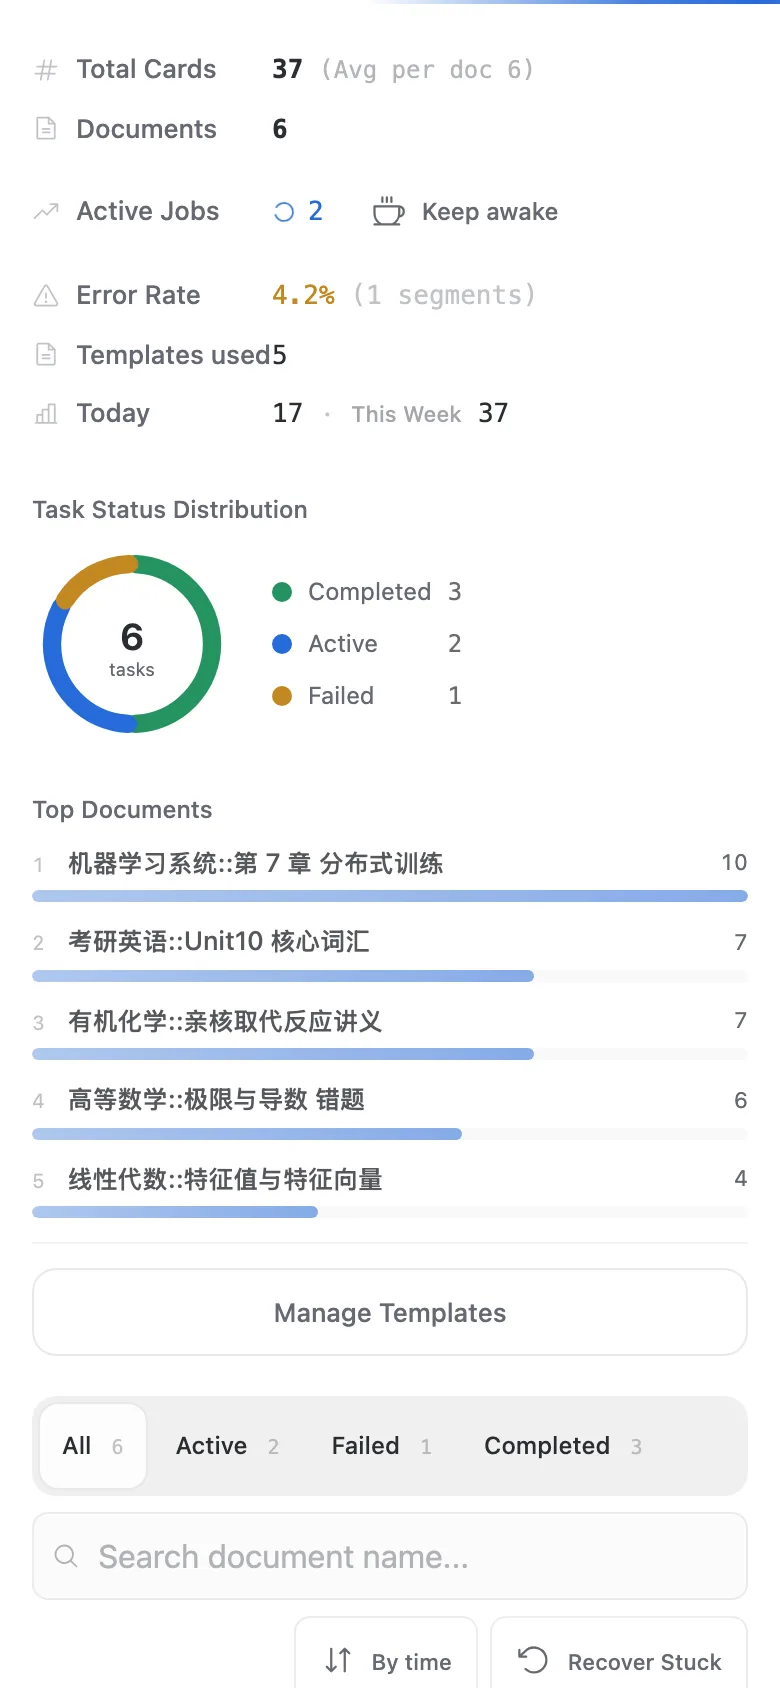 Total Cards 37 (Avg per doc 6)
Documents 6
Active Jobs 2 Keep awake
Error Rate 4.2% (1 segments)
Templates used 5
Today 17 · This Week 37
Task Status Distribution
6
tasks
Completed 3
Active 2
Failed 1
Top Documents
1 机器学习系统::第 7 章 分布式训练 10
2 考研英语::Unit10 核心词汇 7
3 有机化学::亲核取代反应讲义 7
4 高等数学::极限与导数 错题 6
5 线性代数::特征值与特征向量 4
Manage Templates
All 6 Active 2 Failed 1 Completed 3
Search document name...
By time Recover Stuck